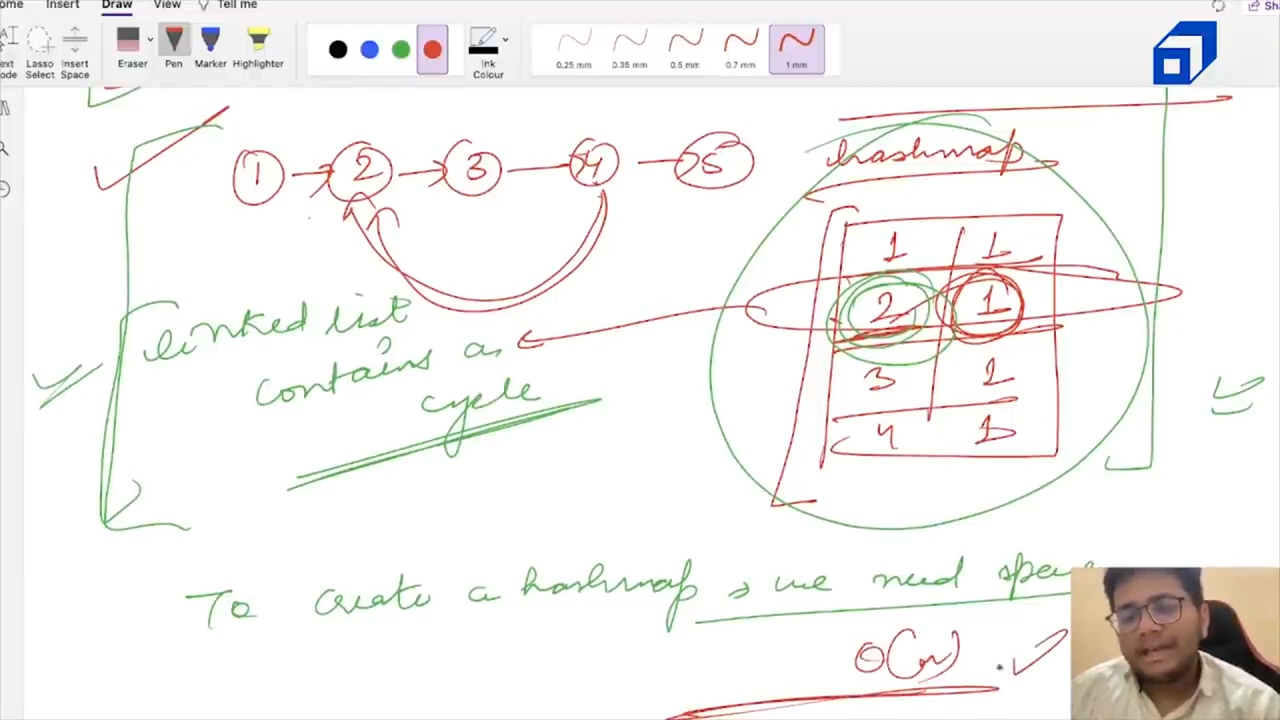 Insert Draw View Tell me
Eraser Pen Marker Highlighter
Lasso Select
Insert Space
Ink Colour
0.25 mm 0.35 mm 0.5 mm 0.7 mm 1 mm
1 → 2 → 3 → 4 → 5
hashmap
1 1
2 1
3 1
4 1
linked list
contains a
cycle
To create a hashmap, we need
O(n)